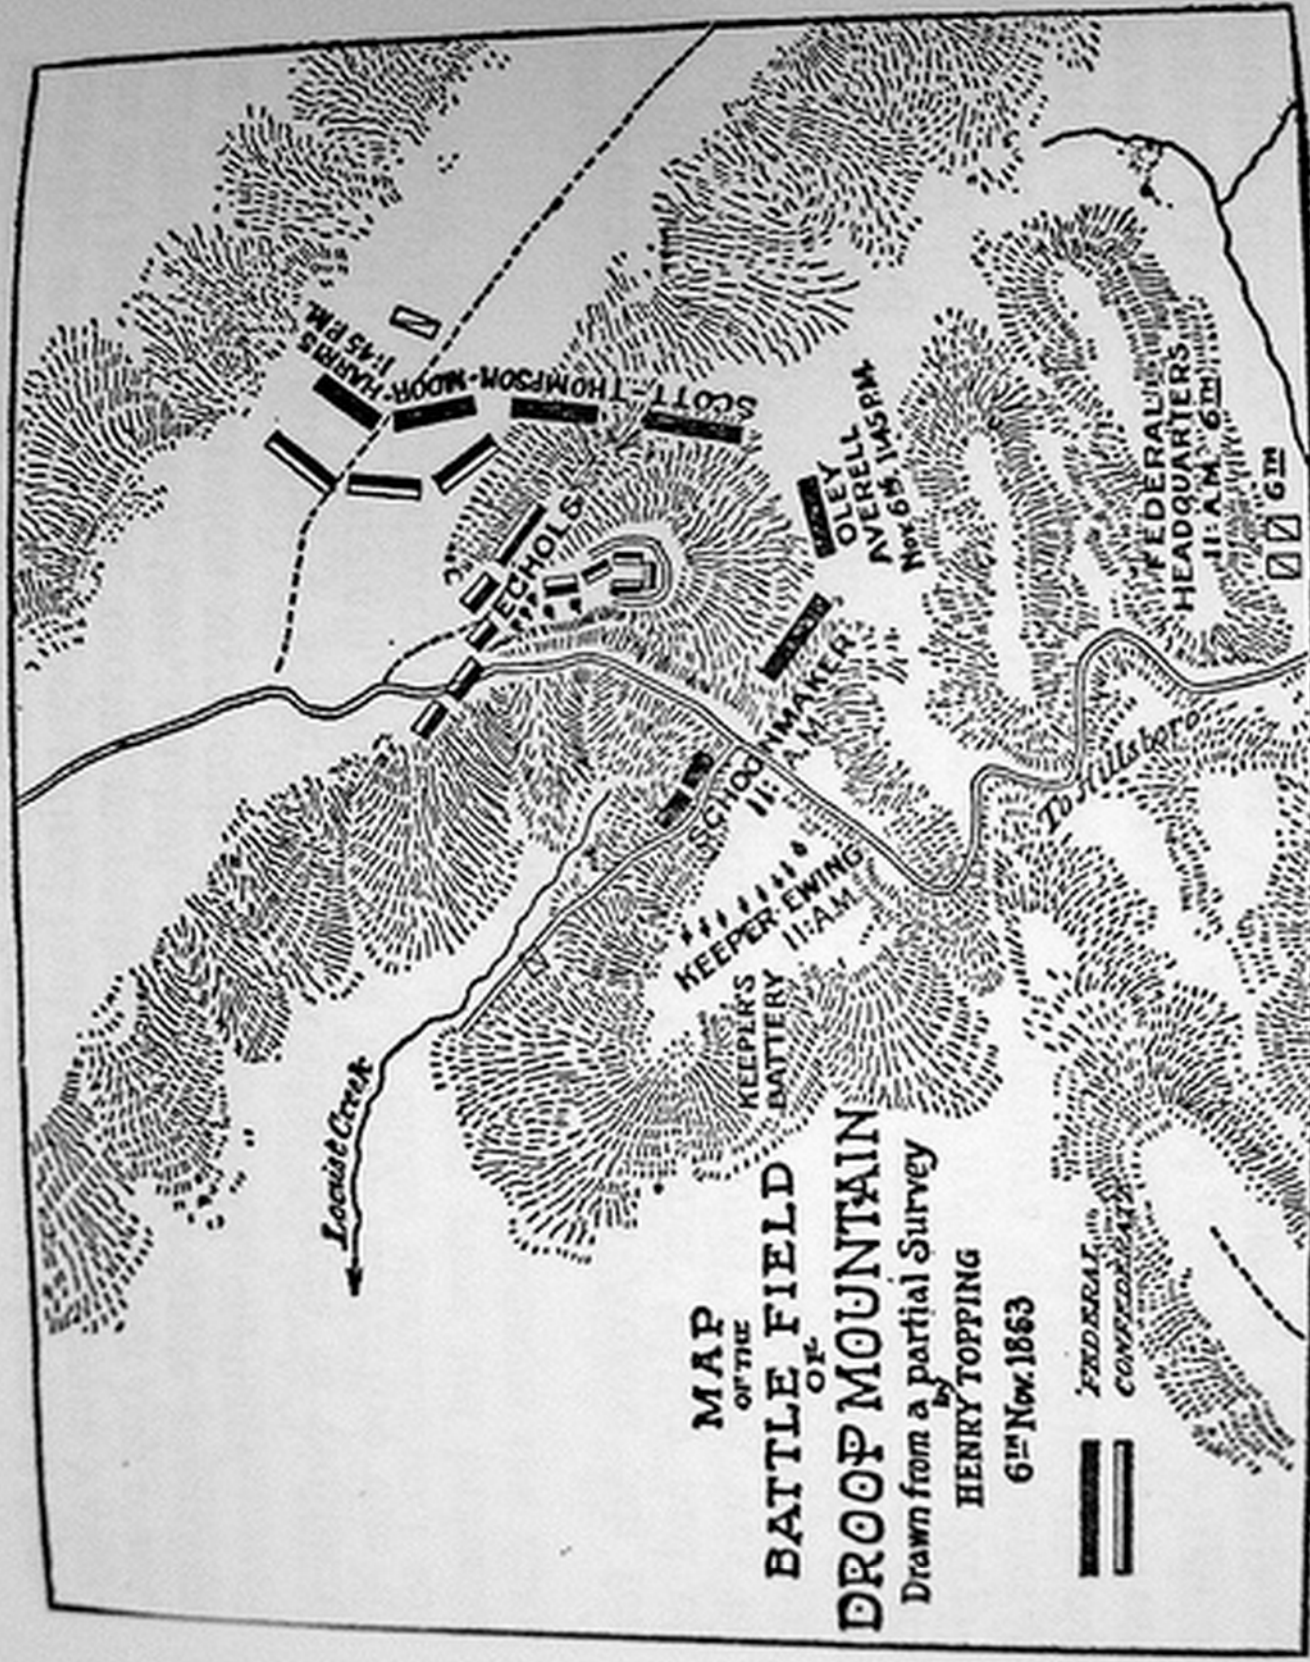 MAP
OF THE
BATTLE FIELD
OF
DROOP MOUNTAIN
Drawn from a partial Survey
by
HENRY TOPPING
6TH Nov. 1863
FEDERAL
CONFEDERATE
Locust Creek
KEEPER'S
BATTERY
KEEPER-EWING
11:A.M.
SCHOONMAKER
11: A.M.
To Hillsboro
ECHOLS
HARRIS
1:45 P.M.
SCOTT-THOMPSON-MOOR-
OLEY
AVERELL
Nov 6TH 1:45 P.M.
FEDERAL
HEADQUARTERS
11: A.M. 6TH
6TH